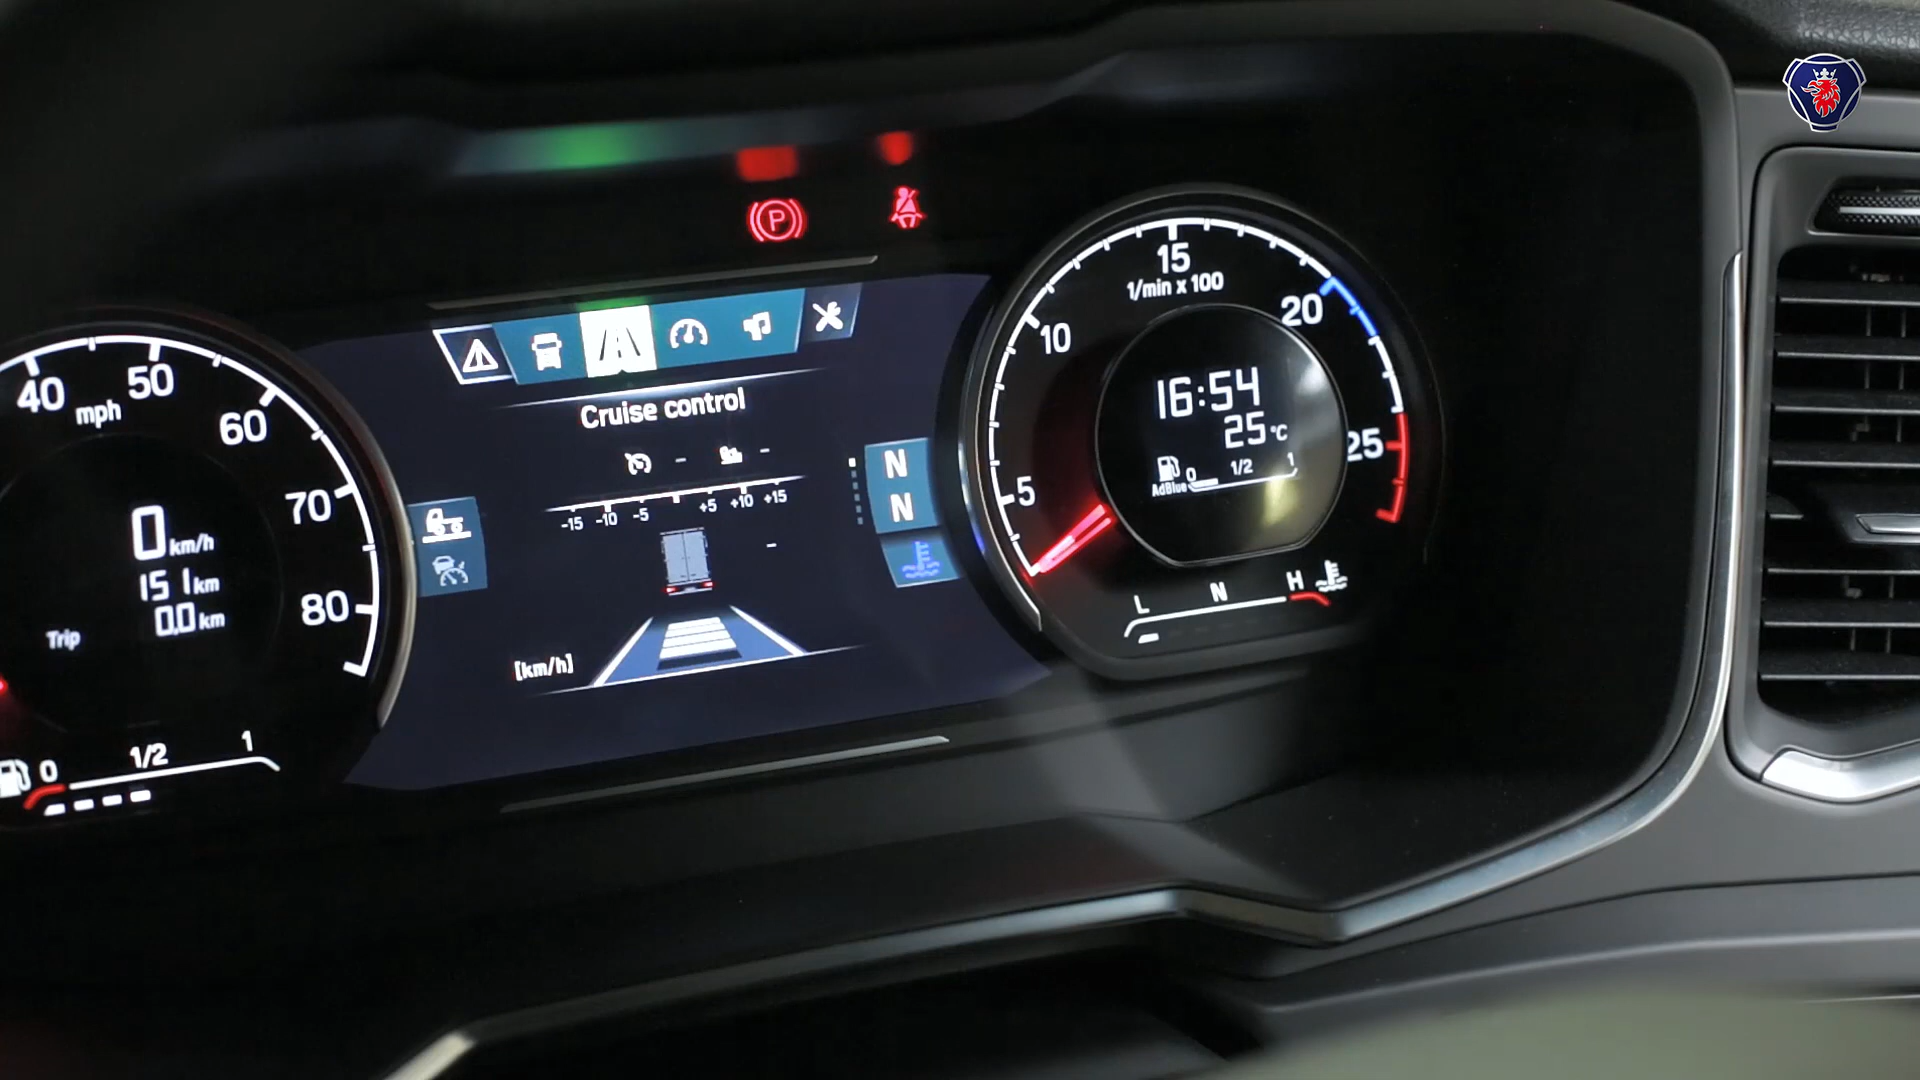 P
40
50
mph
60
70
80
0 km/h
151 km
Trip 0,0 km
0 1/2 1
Cruise control
- -
-15 -10 -5 +5 +10 +15
-
[km/h]
N
N
5
10
15
20
25
1/min x 100
16:54
25 °C
0 1/2 1
AdBlue
L N H